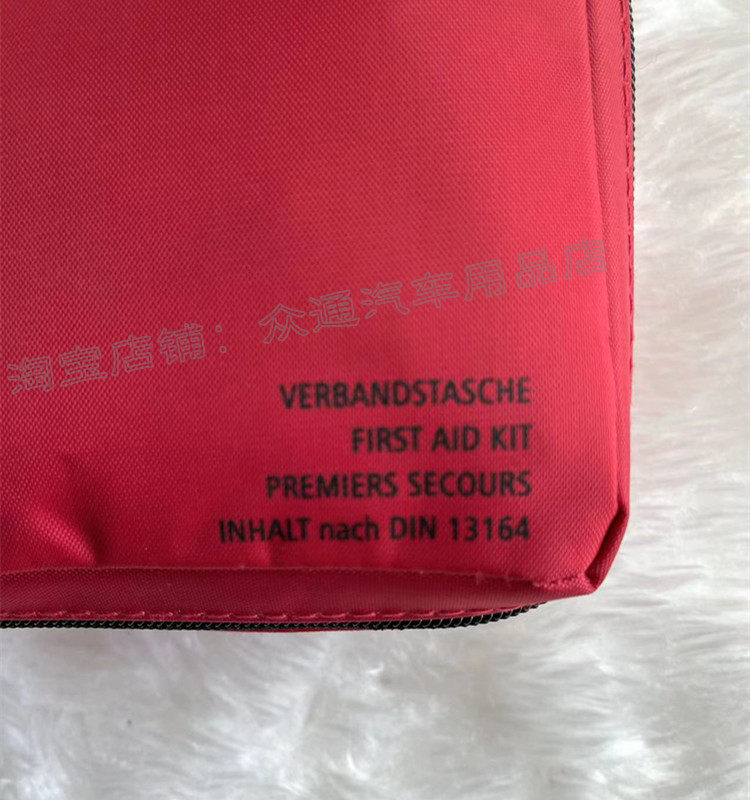 淘宝店铺：众通汽车用品店
VERBANDSTASCHE
FIRST AID KIT
PREMIERS SECOURS
INHALT nach DIN 13164